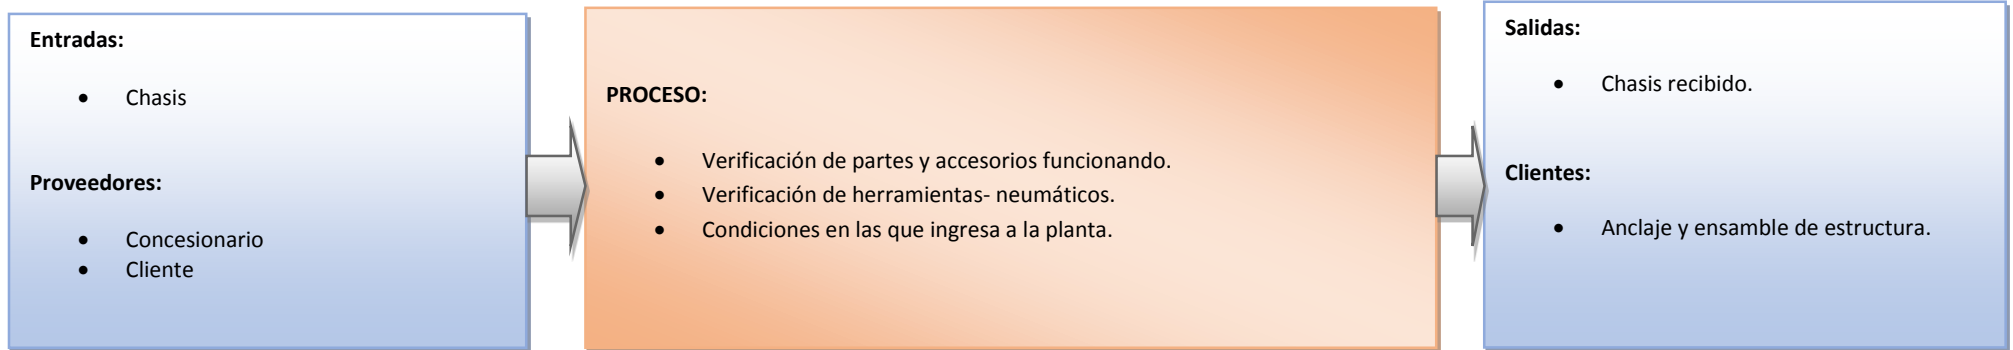 Entradas:
• Chasis
Proveedores:
• Concesionario
• Cliente
PROCESO:
• Verificación de partes y accesorios funcionando.
• Verificación de herramientas- neumáticos.
• Condiciones en las que ingresa a la planta.
Salidas:
• Chasis recibido.
Clientes:
• Anclaje y ensamble de estructura.